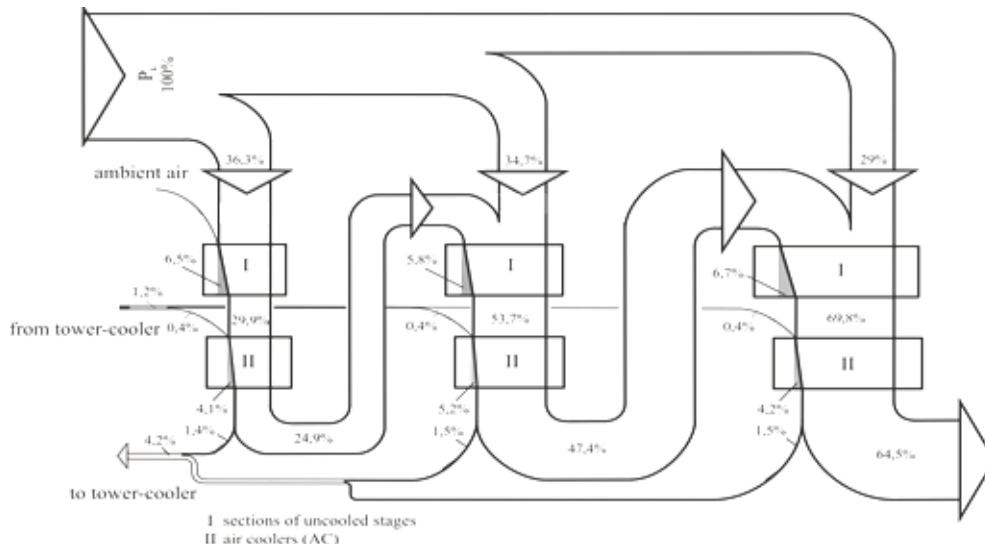 P_L
100%
36,3%
34,7%
29%
ambient air
6,5%
I
5,8%
I
6,7%
I
1,2%
from tower-cooler
0,4%
29,9%
0,4%
53,7%
0,4%
69,8%
II
II
II
4,1%
5,2%
4,2%
1,4%
24,9%
1,5%
47,4%
1,5%
64,5%
4,2%
to tower-cooler
I sections of uncooled stages
II air coolers (AC)